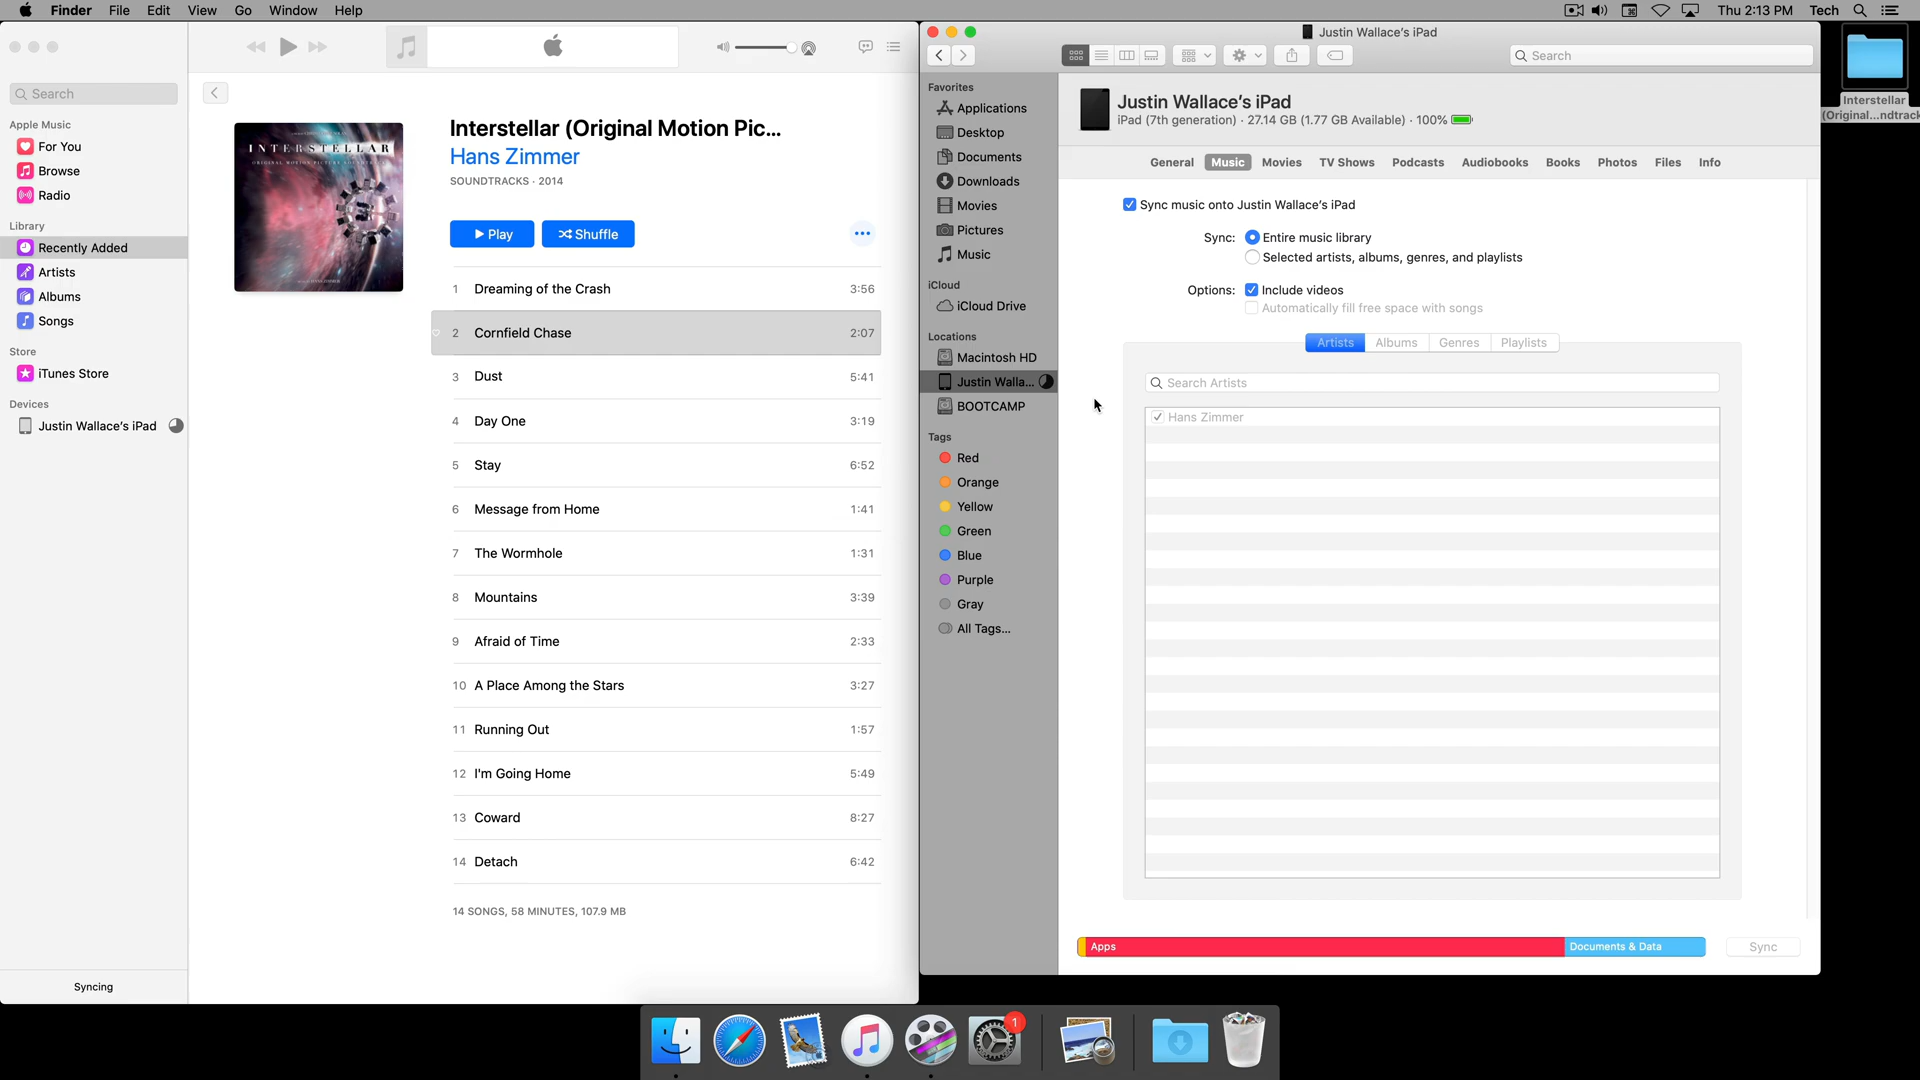 Finder File Edit View Go Window Help
Thu 2:13 PM Tech
Search
Apple Music
For You
Browse
Radio
Library
Recently Added
Artists
Albums
Songs
Store
iTunes Store
Devices
Justin Wallace's iPad
Syncing
INTERSTELLAR
Interstellar (Original Motion Pic...
Hans Zimmer
SOUNDTRACKS · 2014
Play
Shuffle
1 Dreaming of the Crash 3:56
2 Cornfield Chase 2:07
3 Dust 5:41
4 Day One 3:19
5 Stay 6:52
6 Message from Home 1:41
7 The Wormhole 1:31
8 Mountains 3:39
9 Afraid of Time 2:33
10 A Place Among the Stars 3:27
11 Running Out 1:57
12 I'm Going Home 5:49
13 Coward 8:27
14 Detach 6:42
14 SONGS, 58 MINUTES, 107.9 MB
Justin Wallace's iPad
Search
Favorites
Applications
Desktop
Documents
Downloads
Movies
Pictures
Music
iCloud
iCloud Drive
Locations
Macintosh HD
Justin Walla...
BOOTCAMP
Tags
Red
Orange
Yellow
Green
Blue
Purple
Gray
All Tags...
Justin Wallace's iPad
iPad (7th generation) · 27.14 GB (1.77 GB Available) · 100%
General Music Movies TV Shows Podcasts Audiobooks Books Photos Files Info
Sync music onto Justin Wallace's iPad
Sync: Entire music library
Selected artists, albums, genres, and playlists
Options: Include videos
Automatically fill free space with songs
Artists Albums Genres Playlists
Search Artists
Hans Zimmer
Apps Documents & Data Sync
Interstellar
(Original...ndtrack
1